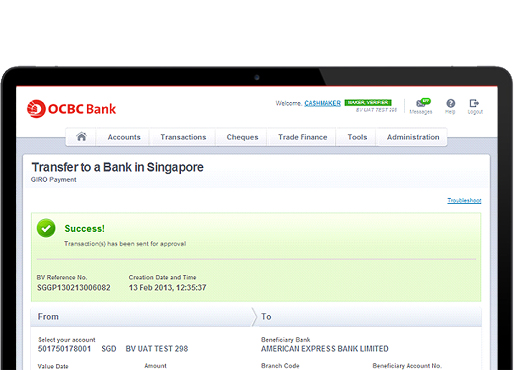 OCBC Bank
Welcome, CASHMAKER MAKER, VERIFIER
BV UAT TEST 298
Messages Help Logout
Accounts Transactions Cheques Trade Finance Tools Administration
Transfer to a Bank in Singapore
GIRO Payment
Troubleshoot
Success!
Transaction(s) has been sent for approval
BV Reference No. Creation Date and Time
SGGP130213006082 13 Feb 2013, 12:35:37
From To
Select your account Beneficiary Bank
501750178001 SGD BV UAT TEST 298 AMERICAN EXPRESS BANK LIMITED
Value Date Amount Branch Code Beneficiary Account No.